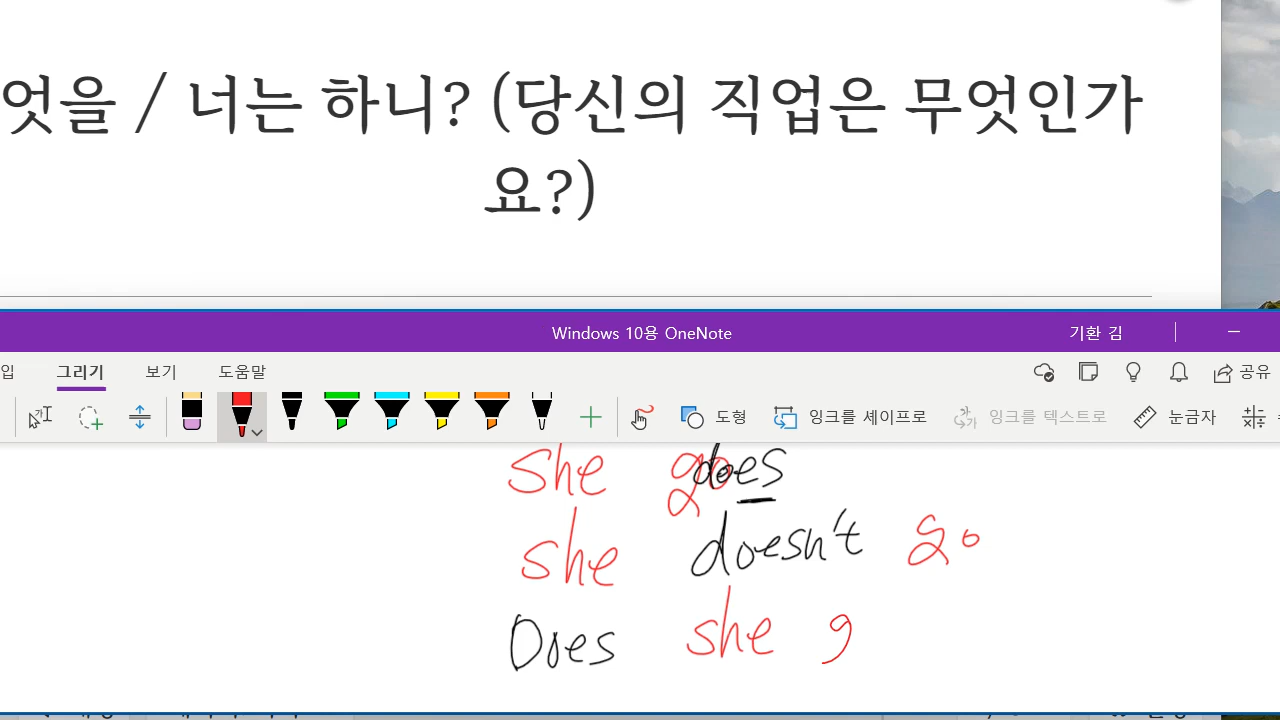 엇을 / 너는 하니? (당신의 직업은 무엇인가
요?)
Windows 10용 OneNote 기환 김
입 그리기 보기 도움말 공유
가 도형 잉크를 셰이프로 가 잉크를 텍스트로 눈금자
she goes
she doesn't go
Does she g